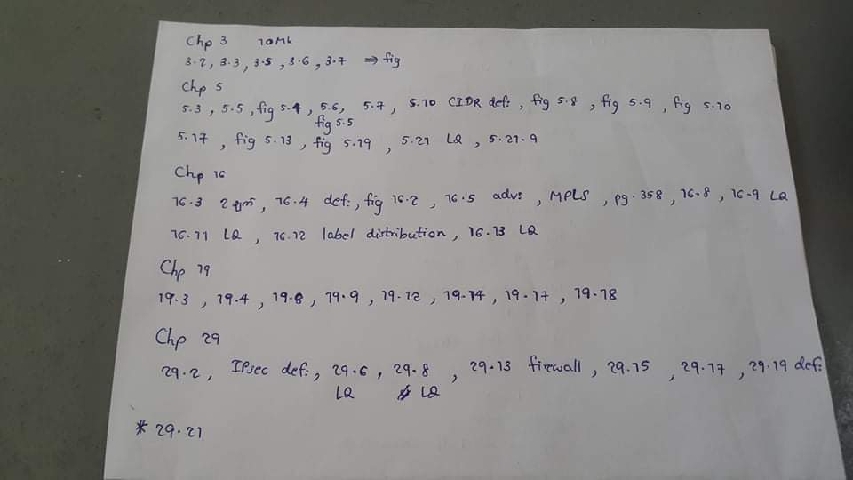 Chp 3 10Mb
3.2, 3.3, 3.5, 3.6, 3.7 ⇒ fig
Chp 5
5.3, 5.5, fig 5.4, 5.6, 5.7, 5.10 CIDR def:, fig 5.8, fig 5.9, fig 5.10
fig 5.5
5.17, fig 5.13, fig 5.19, 5.21 LQ, 5.21.9
Chp 16
16.3 2, 16.4 def:, fig 16.2, 16.5 adv:, MPLS, pg. 358, 16.8, 16.9 LQ
16.11 LQ, 16.12 label distribution, 16.13 LQ
Chp 19
19.3, 19.4, 19.8, 19.9, 19.12, 19.14, 19.17, 19.18
Chp 29
29.2, IPsec def:, 29.6, 29.8, 29.13 firewall, 29.15, 29.17, 29.19 def:
LQ LQ
* 29.21